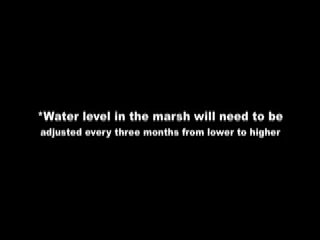 *Water level in the marsh will need to be
adjusted every three months from lower to higher